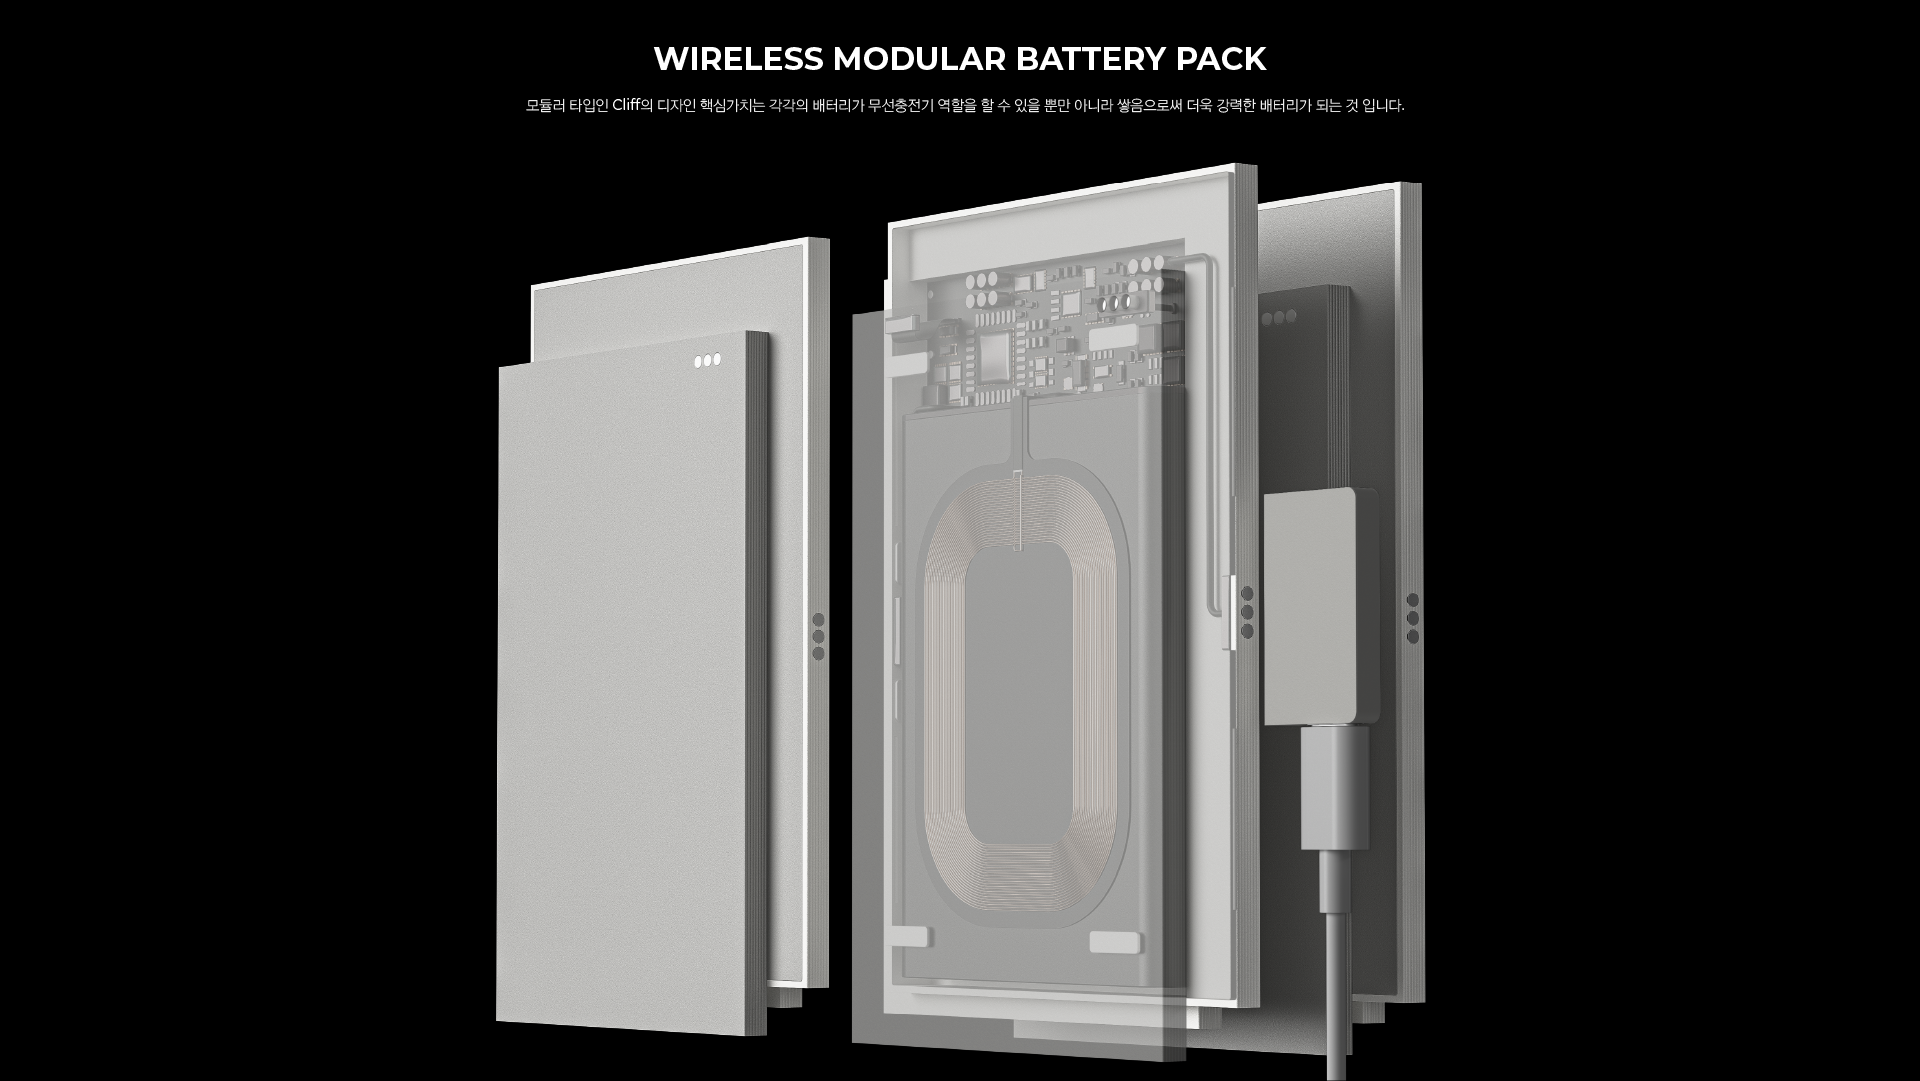 WIRELESS MODULAR BATTERY PACK
모듈러 타입인 Cliff의 디자인 핵심가치는 각각의 배터리가 무선충전기 역할을 할 수 있을 뿐만 아니라 쌓음으로써 더욱 강력한 배터리가 되는 것 입니다.